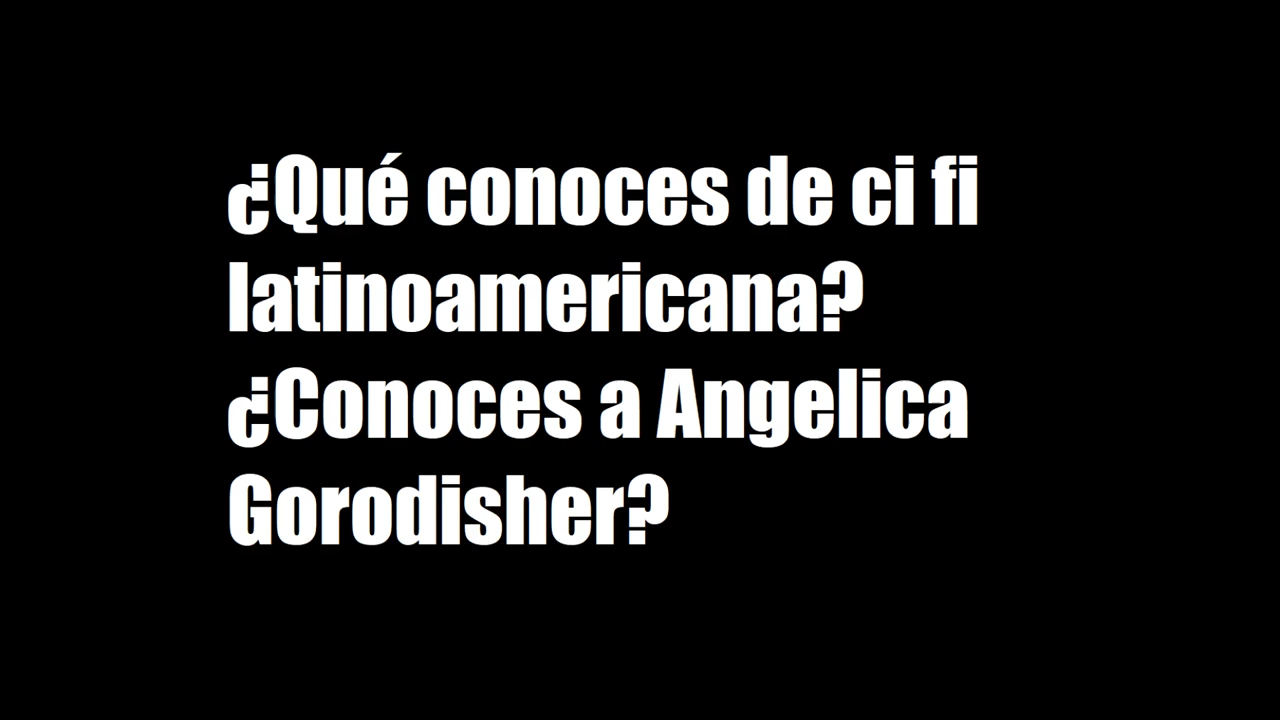 ¿Qué conoces de ci fi
latinoamericana?
¿Conoces a Angelica
Gorodisher?